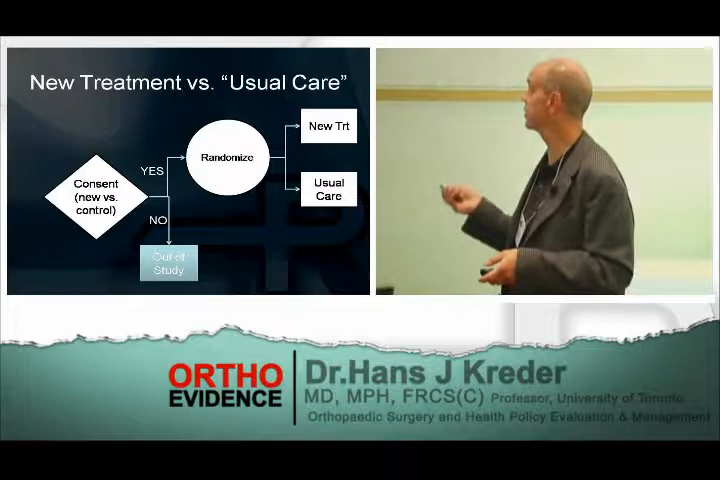 New Treatment vs. “Usual Care”
Consent
(new vs.
control)
YES
NO
Randomize
New Trt
Usual
Care
Out of
Study
ORTHO
EVIDENCE
Dr.Hans J Kreder
MD, MPH, FRCS(C) Professor, University of Toronto
Orthopaedic Surgery and Health Policy Evaluation & Management